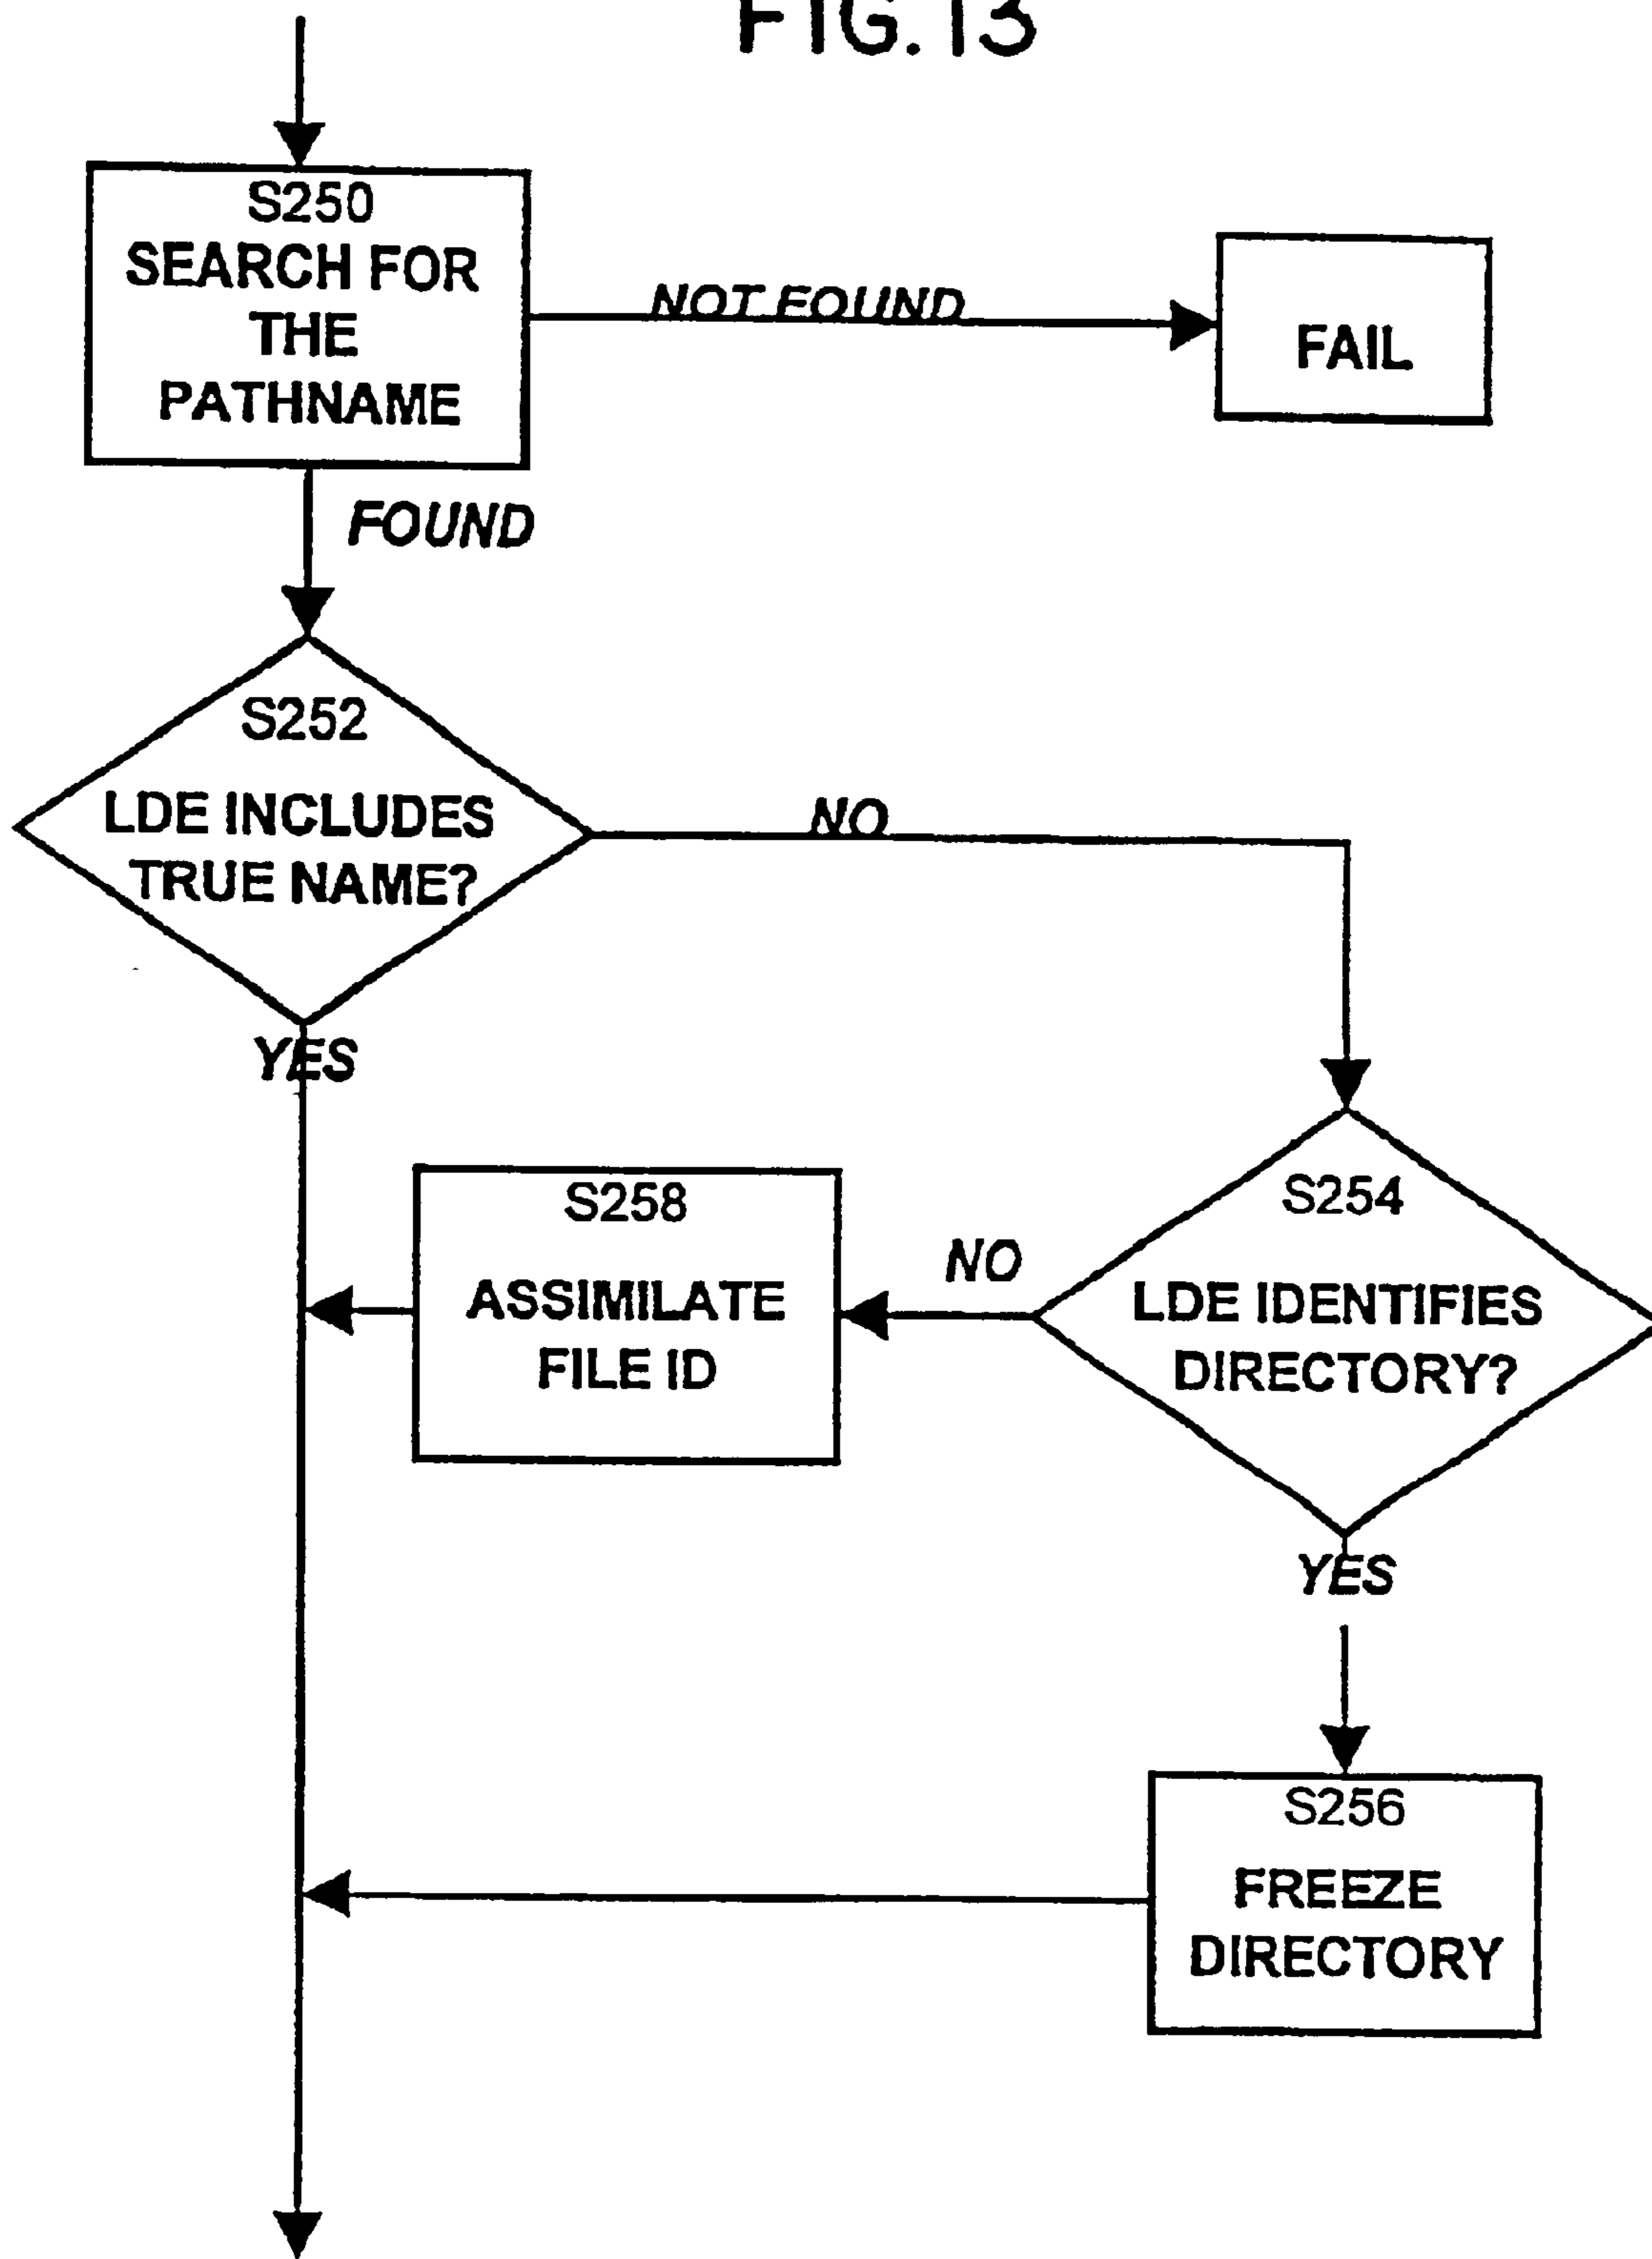 FIG.13
S250
SEARCH FOR
THE
PATHNAME
NOT FOUND
FAIL
FOUND
S252
LDE INCLUDES
TRUE NAME?
NO
YES
S254
LDE IDENTIFIES
DIRECTORY?
NO
S258
ASSIMILATE
FILE ID
YES
S256
FREEZE
DIRECTORY